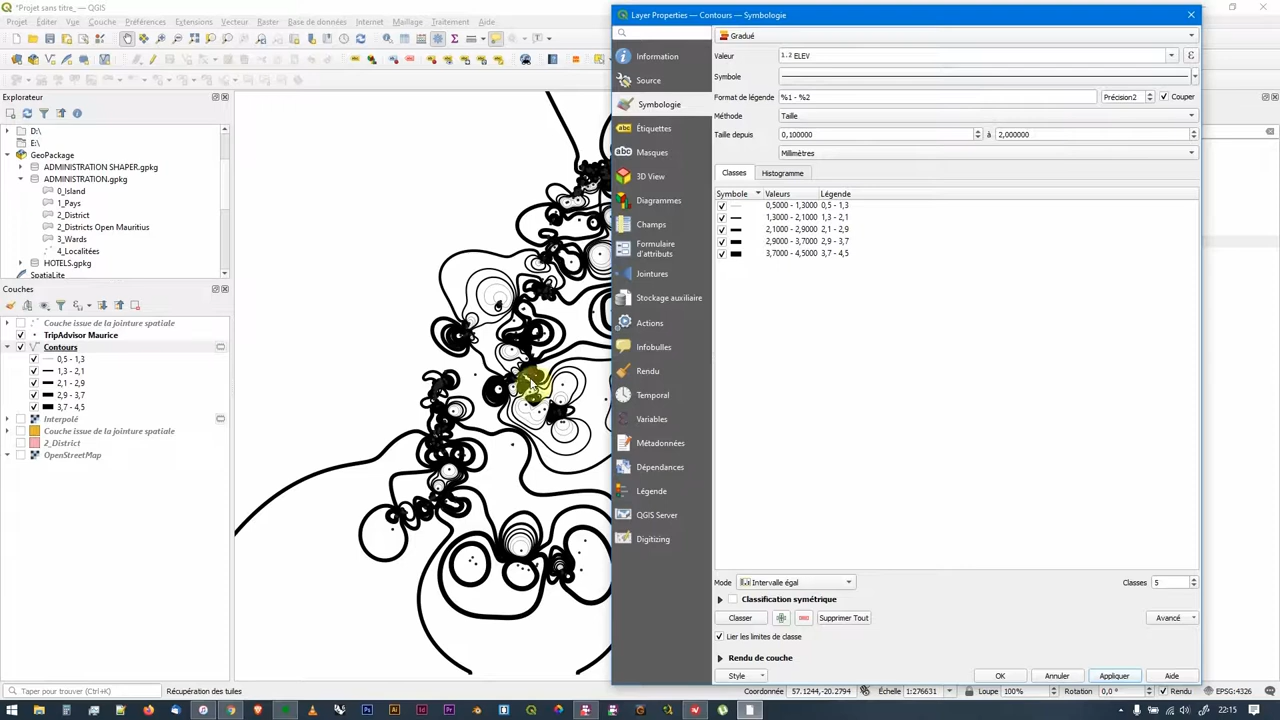 *Projet sans titre_ — QGIS
Projet Éditer Vue Couche Préférences Extensions Vecteur Raster Base de données Internet Maillage Traitement Aide
Explorateur
D:\
E:\
GeoPackage
ADMINISTRATION SHAPER.gpkg
ADMINISTRATION.gpkg
0_Island
1_Pays
2_District
2_Districts Open Mauritius
3_Wards
4_Localitées
HOTELS.gpkg
SpatiaLite
Couches
Couche issue de la jointure spatiale
TripAdvisor Maurice
Contours
0,5 - 1,3
1,3 - 2,1
2,1 - 2,9
2,9 - 3,7
3,7 - 4,5
Interpolé
Couche issue de la jointure spatiale
2_District
OpenStreetMap
Layer Properties — Contours — Symbologie
Information
Source
Symbologie
Étiquettes
Masques
3D View
Diagrammes
Champs
Formulaire
d'attributs
Jointures
Stockage auxiliaire
Actions
Infobulles
Rendu
Temporal
Variables
Métadonnées
Dépendances
Légende
QGIS Server
Digitizing
Gradué
Valeur 1.2 ELEV
Symbole
Format de légende %1 - %2 Précision2 Couper
Méthode Taille
Taille depuis 0,100000 à 2,000000
Millimètres
Classes Histogramme
Symbole Valeurs Légende
0,5000 - 1,3000 0,5 - 1,3
1,3000 - 2,1000 1,3 - 2,1
2,1000 - 2,9000 2,1 - 2,9
2,9000 - 3,7000 2,9 - 3,7
3,7000 - 4,5000 3,7 - 4,5
Mode Intervalle égal Classes 5
Classification symétrique
Classer Supprimer Tout Avancé
Lier les limites de classe
Rendu de couche
Style OK Annuler Appliquer Aide
Taper pour trouver (Ctrl+K) Récupération des tuiles Coordonnée 57.1244,-20.2794 Échelle 1:276631 Loupe 100% Rotation 0,0 ° Rendu EPSG:4326
22:15